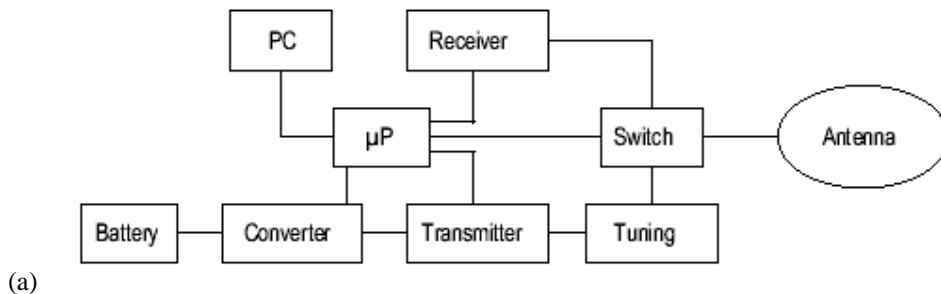 PC
Receiver
µP
Switch
Antenna
Battery
Converter
Transmitter
Tuning
(a)